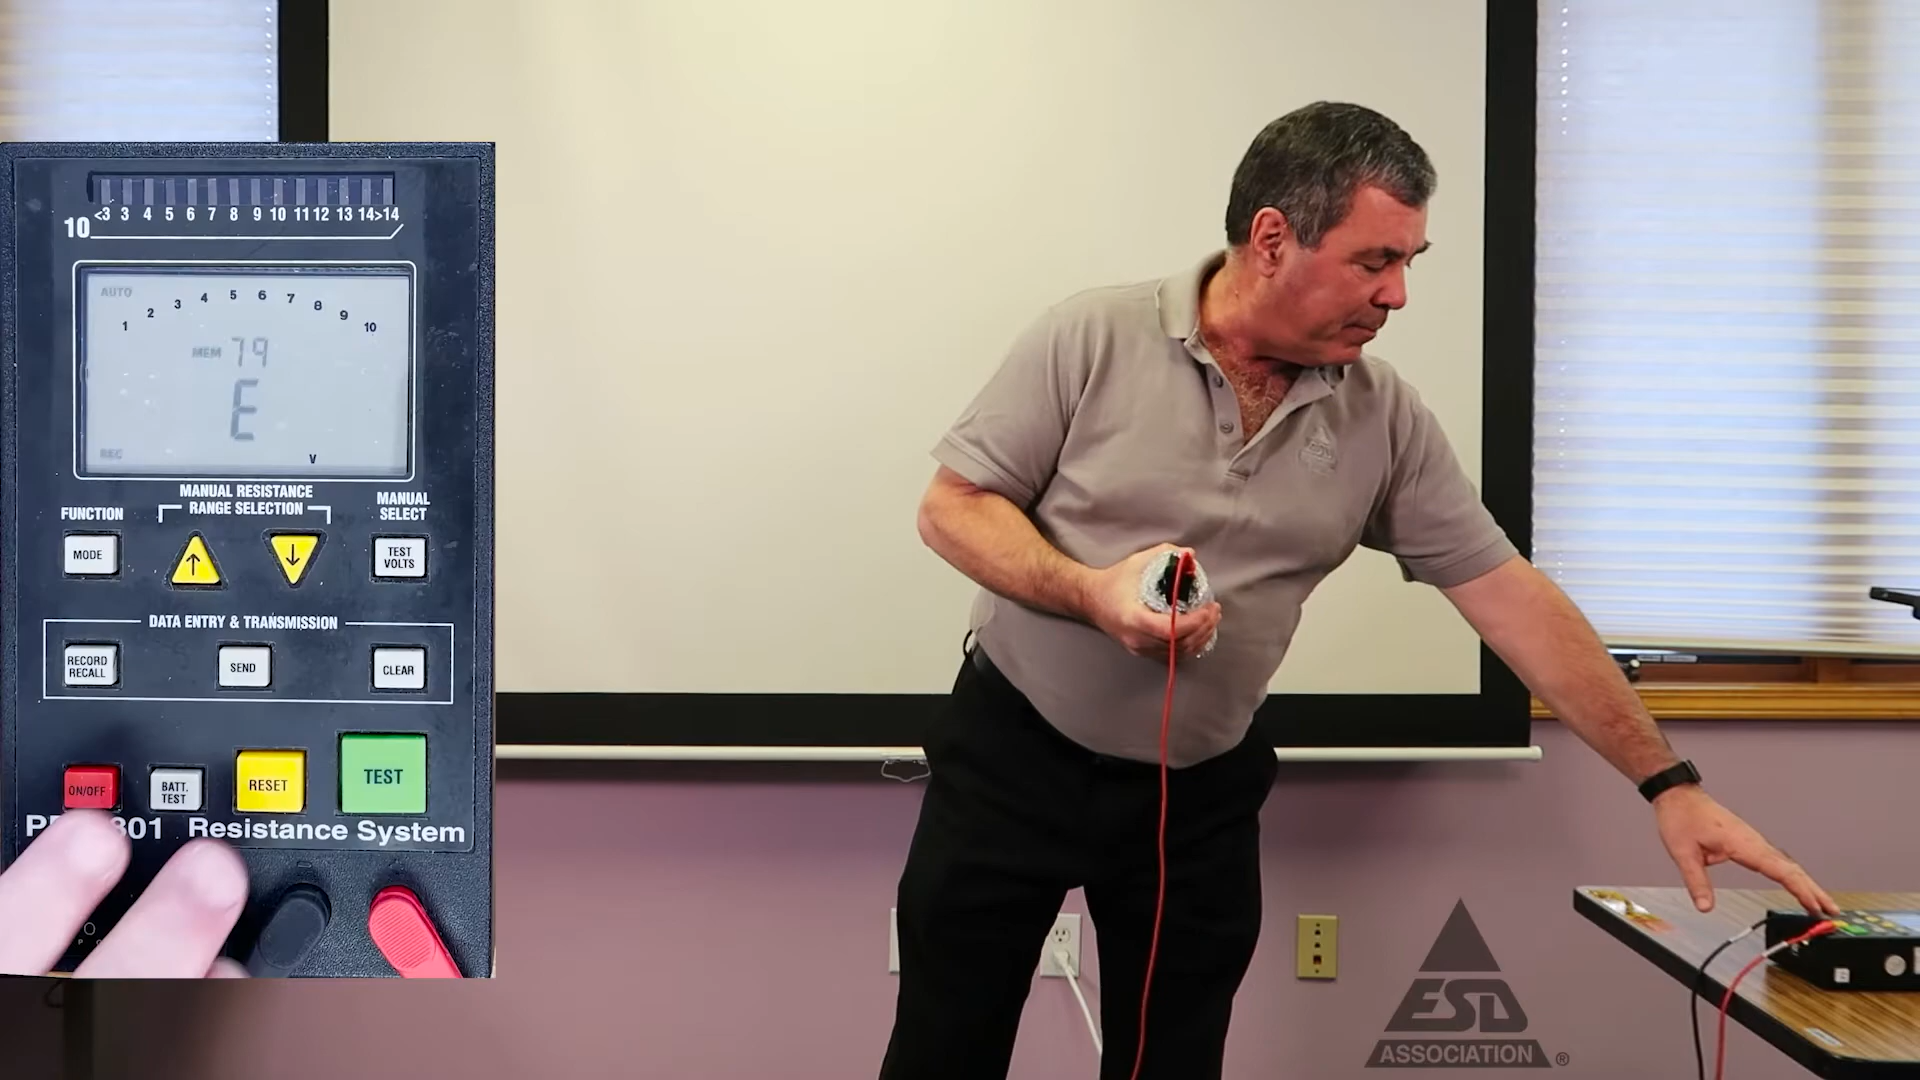 <3 3 4 5 6 7 8 9 10 11 12 13 14 >14
10
AUTO
1 2 3 4 5 6 7 8 9 10
MEM 79
E
REC V
MANUAL RESISTANCE
RANGE SELECTION
MANUAL
SELECT
FUNCTION
MODE
TEST
VOLTS
DATA ENTRY & TRANSMISSION
RECORD
RECALL
SEND
CLEAR
ON/OFF
BATT.
TEST
RESET
TEST
801 Resistance System
ESD
ASSOCIATION ®